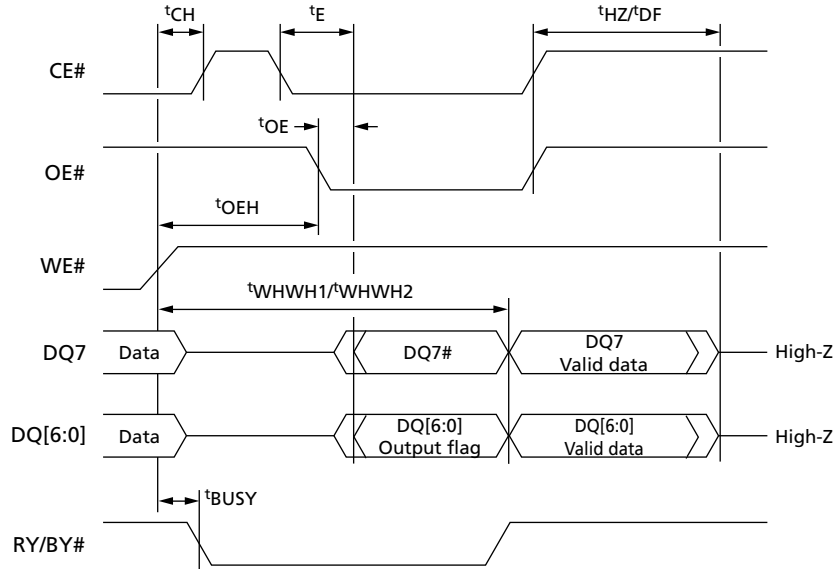 tCH
tE
tHZ/tDF
CE#
tOE
OE#
tOEH
WE#
tWHWH1/tWHWH2
DQ7
Data
DQ7#
DQ7
Valid data
High-Z
DQ[6:0]
Data
DQ[6:0]
Output flag
DQ[6:0]
Valid data
High-Z
tBUSY
RY/BY#